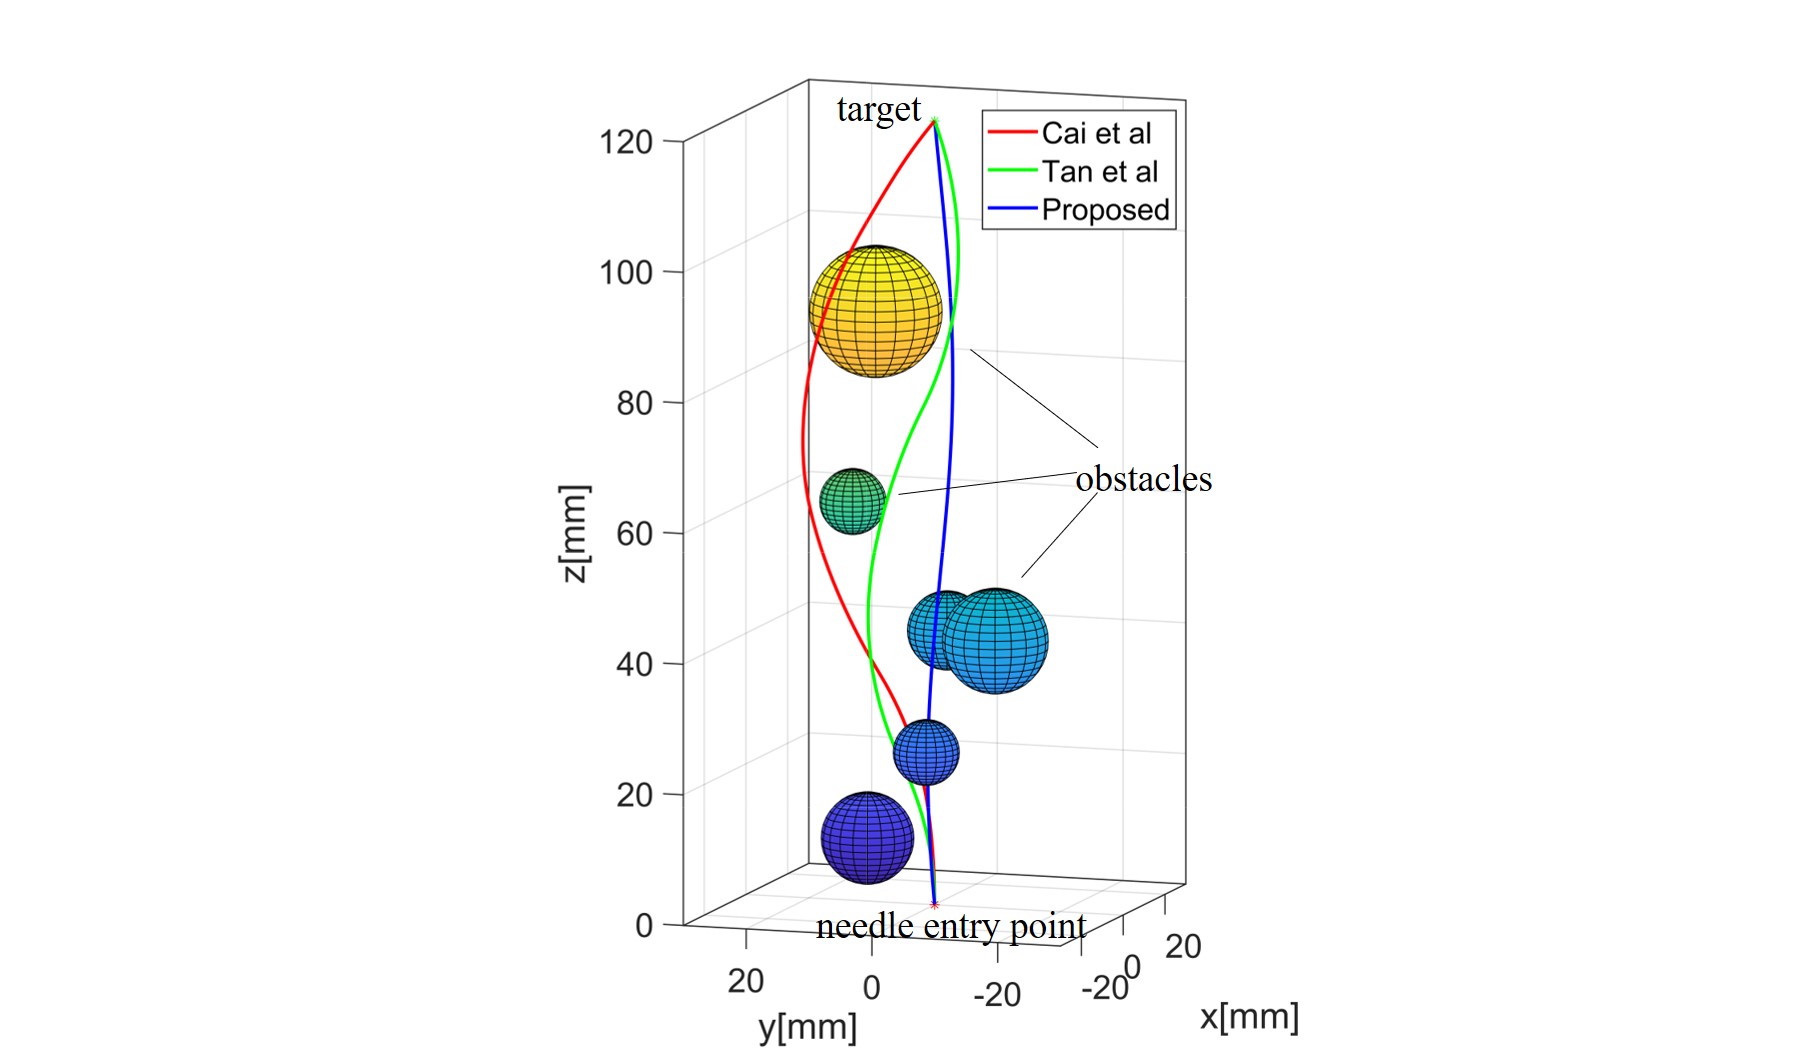 target
Cai et al
Tan et al
Proposed
120
100
80
60
40
20
0
z[mm]
obstacles
needle entry point
20
0
-20
y[mm]
-20
0
20
x[mm]